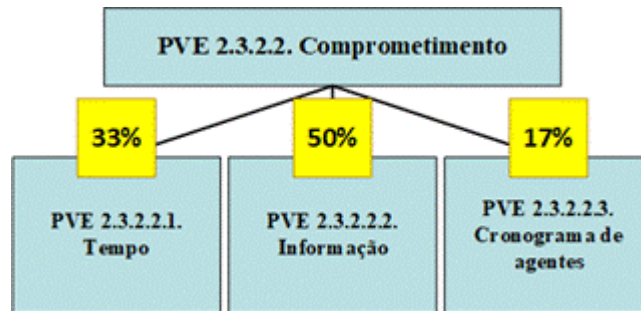 PVE 2.3.2.2. Comprometimento
33%
50%
17%
PVE 2.3.2.2.1.
Tempo
PVE 2.3.2.2.2.
Informação
PVE 2.3.2.2.3.
Cronograma de
agentes